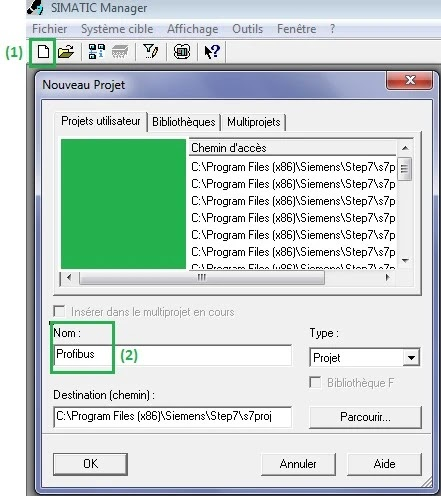 SIMATIC Manager
Fichier Système cible Affichage Outils Fenêtre ?
(1)
Nouveau Projet
Projets utilisateur Bibliothèques Multiprojets
Chemin d'accès
C:\Program Files (x86)\Siemens\Step7\s7p
C:\Program Files (x86)\Siemens\Step7\s7p
C:\Program Files (x86)\Siemens\Step7\s7p
C:\Program Files (x86)\Siemens\Step7\s7p
C:\Program Files (x86)\Siemens\Step7\s7p
C:\Program Files (x86)\Siemens\Step7\s7p
Insérer dans le multiprojet en cours
Nom : Type :
Profibus (2) Projet
Bibliothèque F
Destination (chemin) :
C:\Program Files (x86)\Siemens\Step7\s7proj Parcourir...
OK Annuler Aide